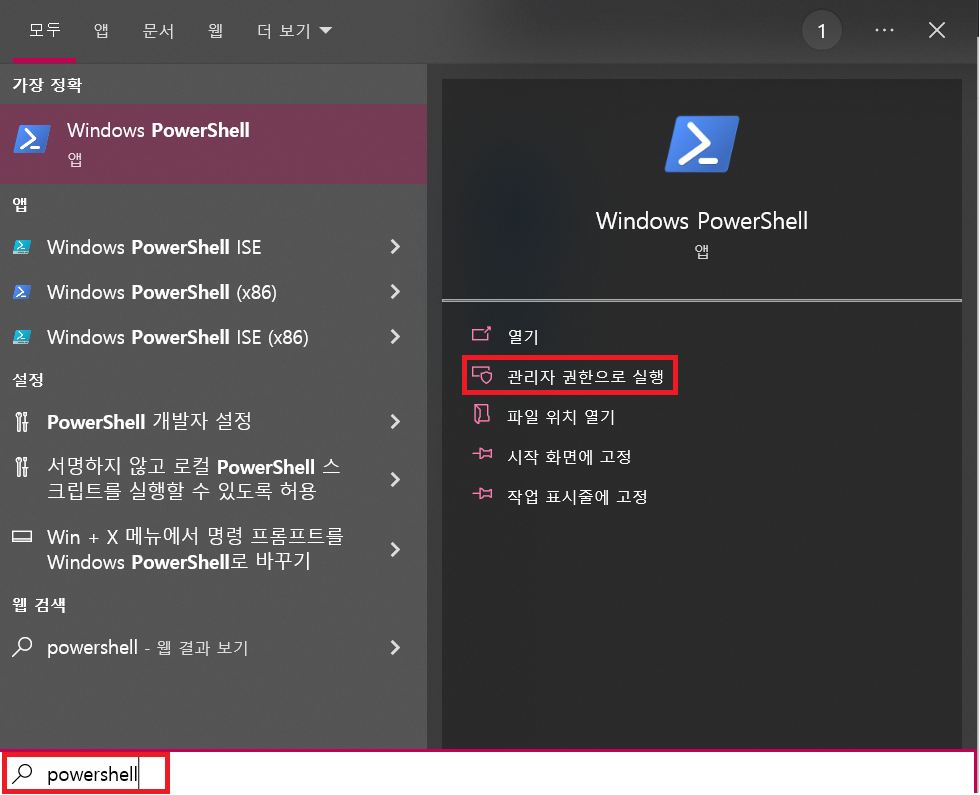 모두 앱 문서 웹 더 보기 1 ...
가장 정확
Windows PowerShell
앱
앱
Windows PowerShell ISE
Windows PowerShell (x86)
Windows PowerShell ISE (x86)
설정
PowerShell 개발자 설정
서명하지 않고 로컬 PowerShell 스
크립트를 실행할 수 있도록 허용
Win + X 메뉴에서 명령 프롬프트를
Windows PowerShell로 바꾸기
웹 검색
powershell - 웹 결과 보기
powershell
Windows PowerShell
앱
열기
관리자 권한으로 실행
파일 위치 열기
시작 화면에 고정
작업 표시줄에 고정